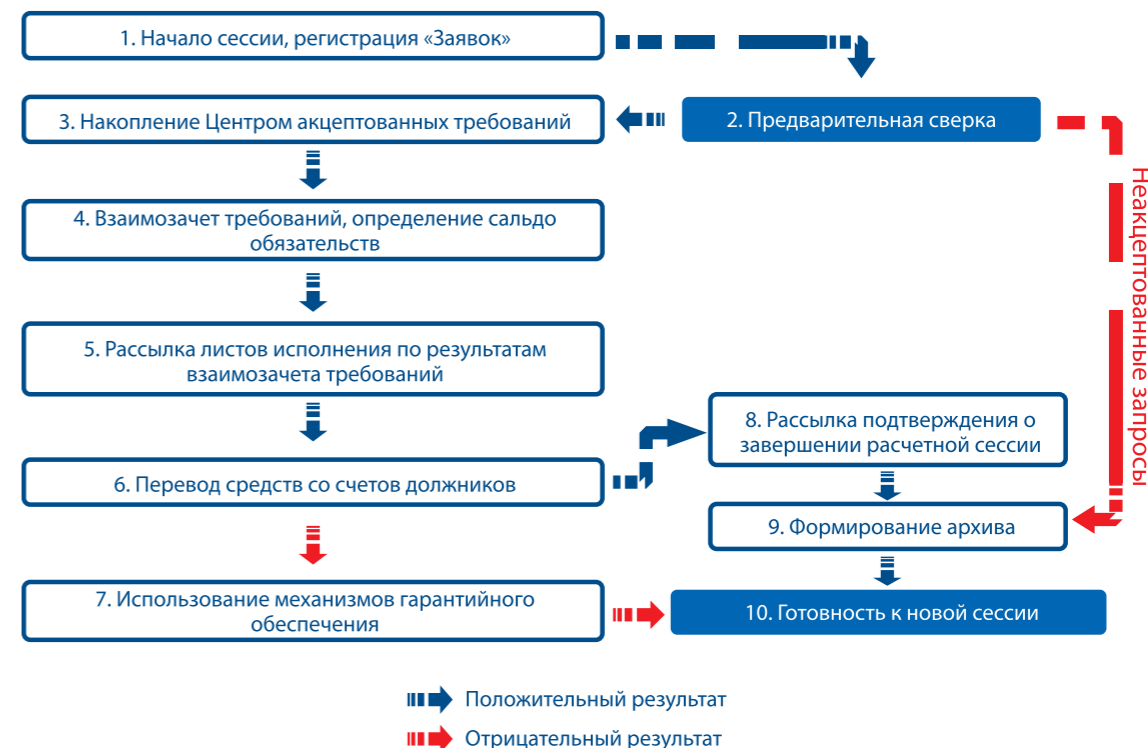 1. Начало сессии, регистрация «Заявок»
3. Накопление Центром акцептованных требований
2. Предварительная сверка
Неакцептованные запросы
4. Взаимозачет требований, определение сальдо
обязательств
5. Рассылка листов исполнения по результатам
взаимозачета требований
8. Рассылка подтверждения о
завершении расчетной сессии
6. Перевод средств со счетов должников
9. Формирование архива
7. Использование механизмов гарантийного
обеспечения
10. Готовность к новой сессии
Положительный результат
Отрицательный результат